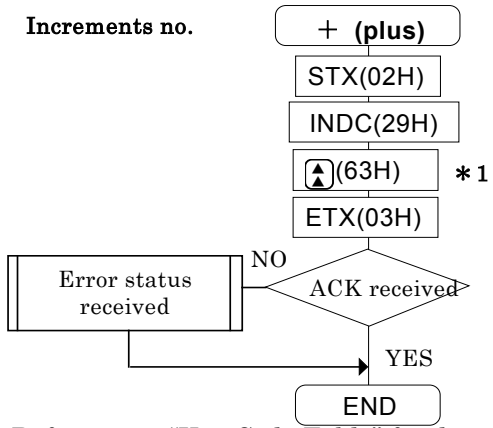 Increments no.
+ (plus)
STX(02H)
INDC(29H)
(63H) *1
ETX(03H)
NO
Error status
received
ACK received
YES
END